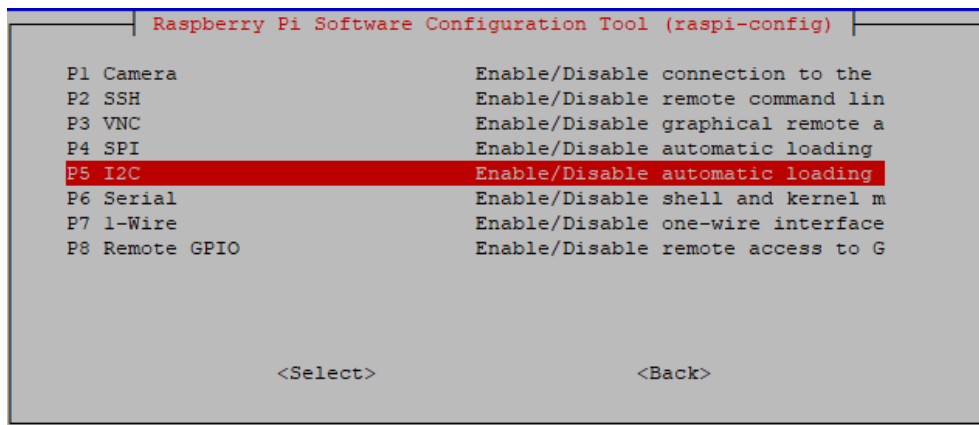 Raspberry Pi Software Configuration Tool (raspi-config)
P1 Camera Enable/Disable connection to the
P2 SSH Enable/Disable remote command lin
P3 VNC Enable/Disable graphical remote a
P4 SPI Enable/Disable automatic loading
P5 I2C Enable/Disable automatic loading
P6 Serial Enable/Disable shell and kernel m
P7 1-Wire Enable/Disable one-wire interface
P8 Remote GPIO Enable/Disable remote access to G
<Select> <Back>